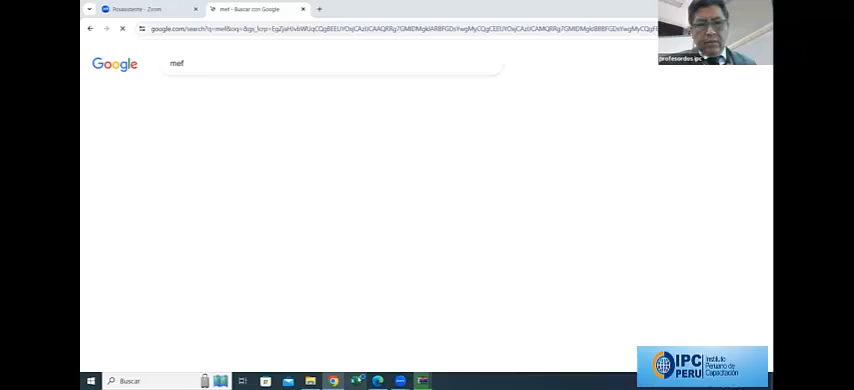 Posasistente - Zoom
mef - Buscar con Google
Google
mef
profesordos ipc
IPC PERU
Instituto Peruano de Capacitación
Buscar